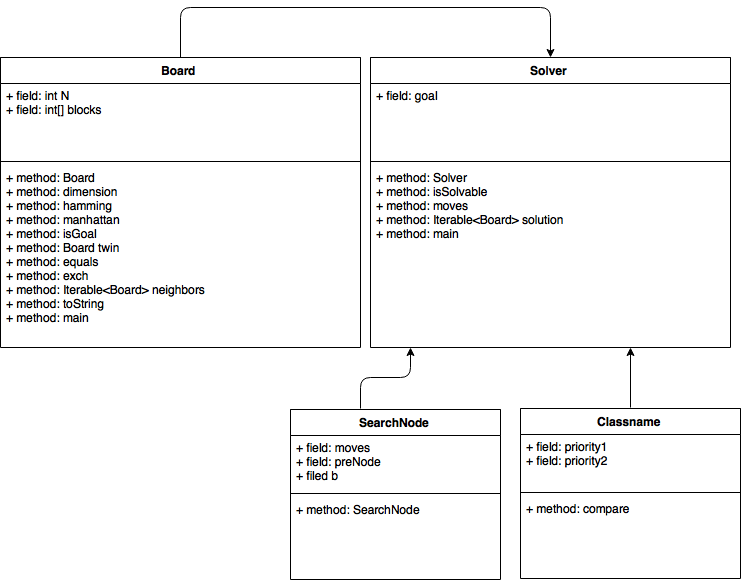 Board
+ field: int N
+ field: int[] blocks
+ method: Board
+ method: dimension
+ method: hamming
+ method: manhattan
+ method: isGoal
+ method: Board twin
+ method: equals
+ method: exch
+ method: Iterable<Board> neighbors
+ method: toString
+ method: main
Solver
+ field: goal
+ method: Solver
+ method: isSolvable
+ method: moves
+ method: Iterable<Board> solution
+ method: main
SearchNode
+ field: moves
+ field: preNode
+ filed b
+ method: SearchNode
Classname
+ field: priority1
+ field: priority2
+ method: compare